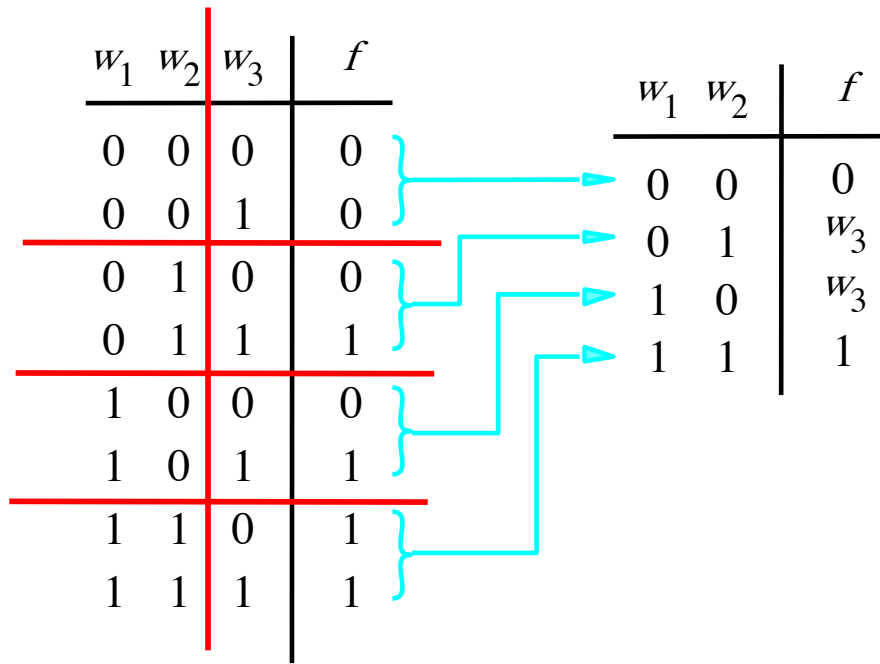 w1 w2 w3 f
0 0 0 0
0 0 1 0
0 1 0 0
0 1 1 1
1 0 0 0
1 0 1 1
1 1 0 1
1 1 1 1
w1 w2 f
0 0 0
0 1 w3
1 0 w3
1 1 1